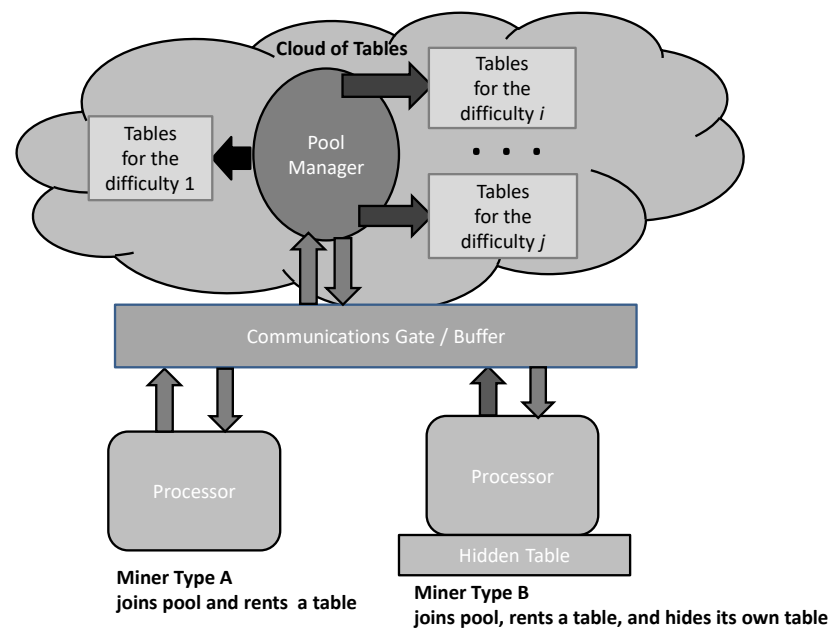 Cloud of Tables
Tables
for the
difficulty i
Pool
Manager
Tables
for the
difficulty 1
. . .
Tables
for the
difficulty j
Communications Gate / Buffer
Processor
Processor
Hidden Table
Miner Type A
joins pool and rents a table
Miner Type B
joins pool, rents a table, and hides its own table